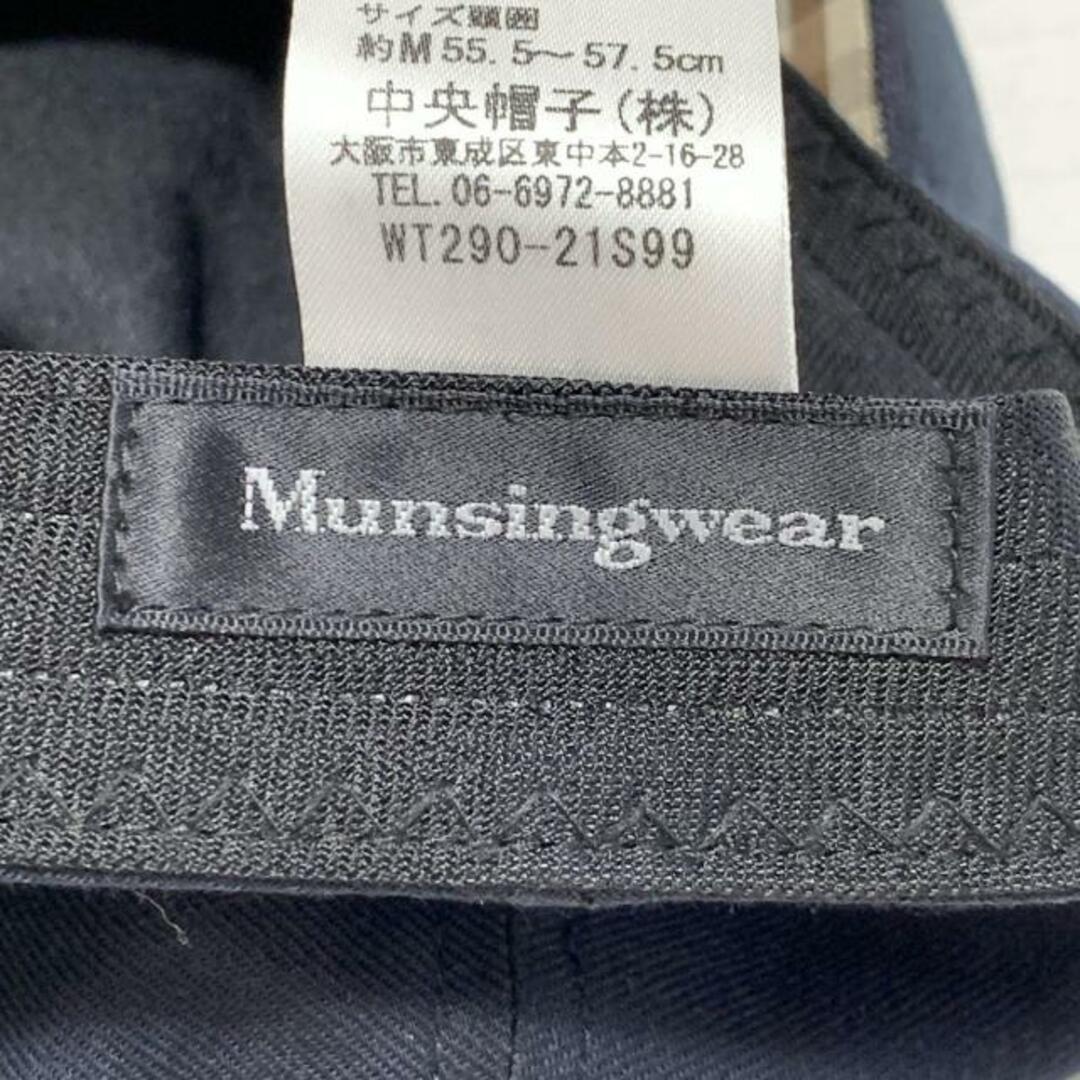 サイズ頭囲
約M 55.5～57.5cm
中央帽子(株)
大阪市東成区東中本2-16-28
TEL.06-6972-8881
WT290-21S99
Munsingwear